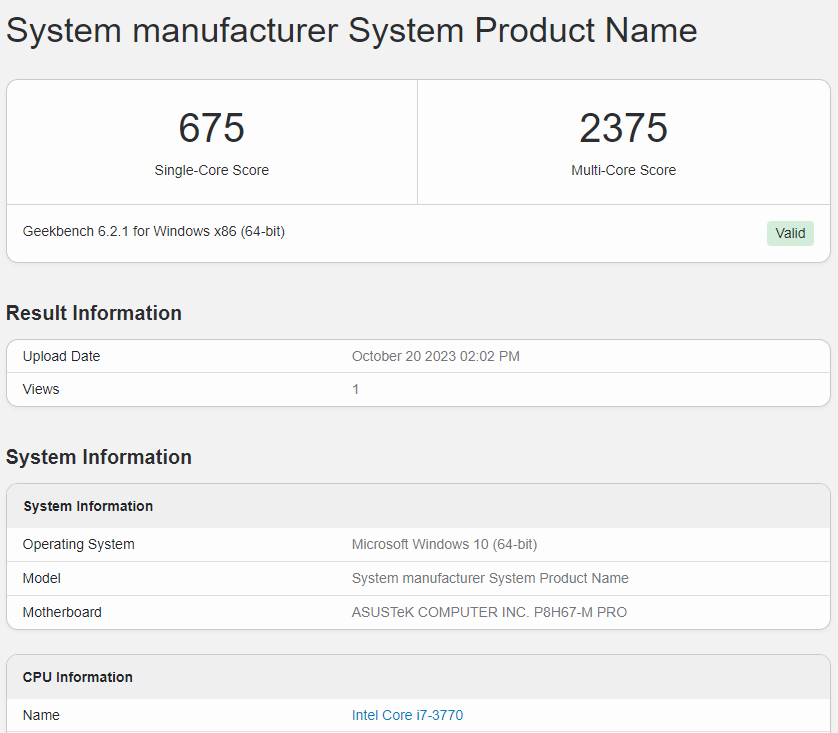 System manufacturer System Product Name
675 2375
Single-Core Score Multi-Core Score
Geekbench 6.2.1 for Windows x86 (64-bit) Valid
Result Information
Upload Date October 20 2023 02:02 PM
Views 1
System Information
System Information
Operating System Microsoft Windows 10 (64-bit)
Model System manufacturer System Product Name
Motherboard ASUSTeK COMPUTER INC. P8H67-M PRO
CPU Information
Name Intel Core i7-3770